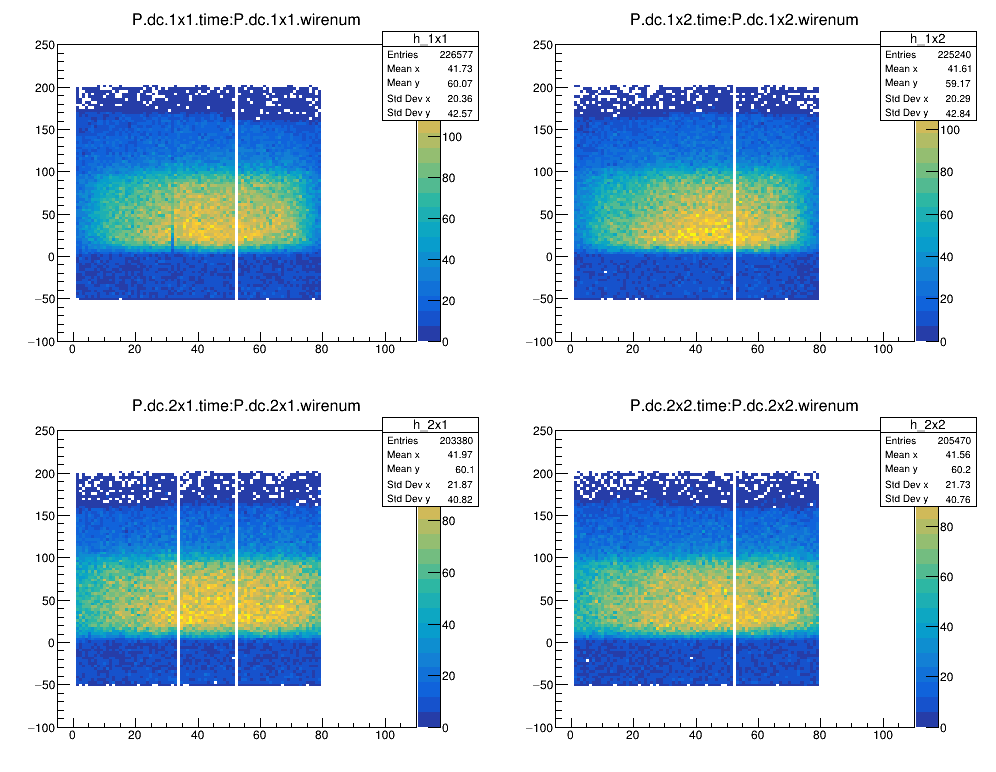 P.dc.1x1.time:P.dc.1x1.wirenum
h_1x1
Entries 226577
Mean x 41.73
Mean y 60.07
Std Dev x 20.36
Std Dev y 42.57
250
200
150
100
50
0
−50
−100
0 20 40 60 80 100
100
80
60
40
20
0
P.dc.1x2.time:P.dc.1x2.wirenum
h_1x2
Entries 225240
Mean x 41.61
Mean y 59.17
Std Dev x 20.29
Std Dev y 42.84
250
200
150
100
50
0
−50
−100
0 20 40 60 80 100
100
80
60
40
20
0
P.dc.2x1.time:P.dc.2x1.wirenum
h_2x1
Entries 203380
Mean x 41.97
Mean y 60.1
Std Dev x 21.87
Std Dev y 40.82
250
200
150
100
50
0
−50
−100
0 20 40 60 80 100
80
60
40
20
0
P.dc.2x2.time:P.dc.2x2.wirenum
h_2x2
Entries 205470
Mean x 41.56
Mean y 60.2
Std Dev x 21.73
Std Dev y 40.76
250
200
150
100
50
0
−50
−100
0 20 40 60 80 100
80
60
40
20
0